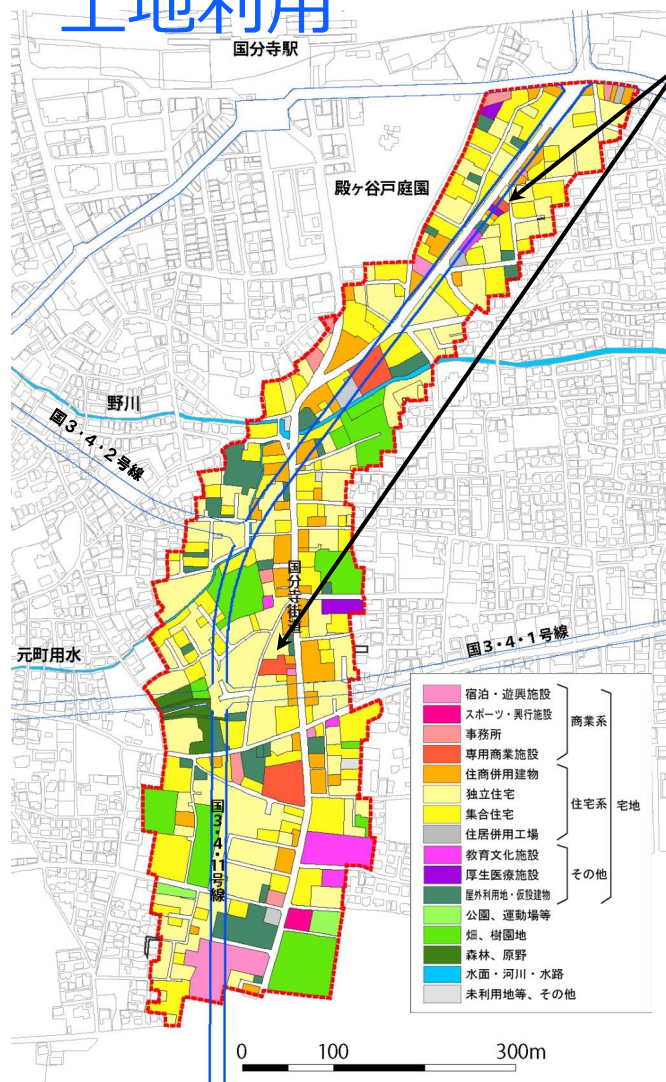 土地利用
国分寺駅
殿ヶ谷戸庭園
野川
国3・4・2号線
国分寺街道
元町用水
国3・4・1号線
国3・4・11号線
宿泊・遊興施設
スポーツ・興行施設
事務所
専用商業施設
住商併用建物
独立住宅
集合住宅
住居併用工場
教育文化施設
厚生医療施設
屋外利用地・仮設建物
公園、運動場等
畑、樹園地
森林、原野
水面・河川・水路
未利用地等、その他
商業系
住宅系
その他
宅地
0 100 300m